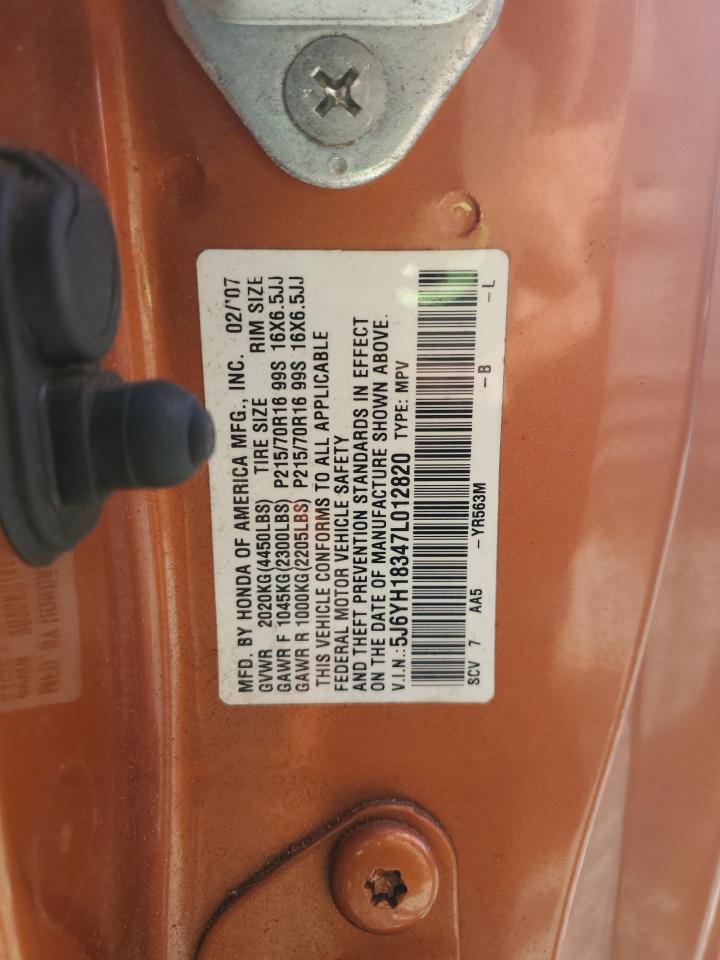 MFD. BY HONDA OF AMERICA MFG., INC. 02/'07
GVWR 2020KG(4450LBS) TIRE SIZE RIM SIZE
GAWR F 1045KG(2300LBS) P215/70R16 99S 16X6.5JJ
GAWR R 1000KG(2205LBS) P215/70R16 99S 16X6.5JJ
THIS VEHICLE CONFORMS TO ALL APPLICABLE
FEDERAL MOTOR VEHICLE SAFETY
AND THEFT PREVENTION STANDARDS IN EFFECT
ON THE DATE OF MANUFACTURE SHOWN ABOVE.
V.I.N.:5J6YH18347L012820 TYPE: MPV
SCV 7 AA5 -YR563M -B -L